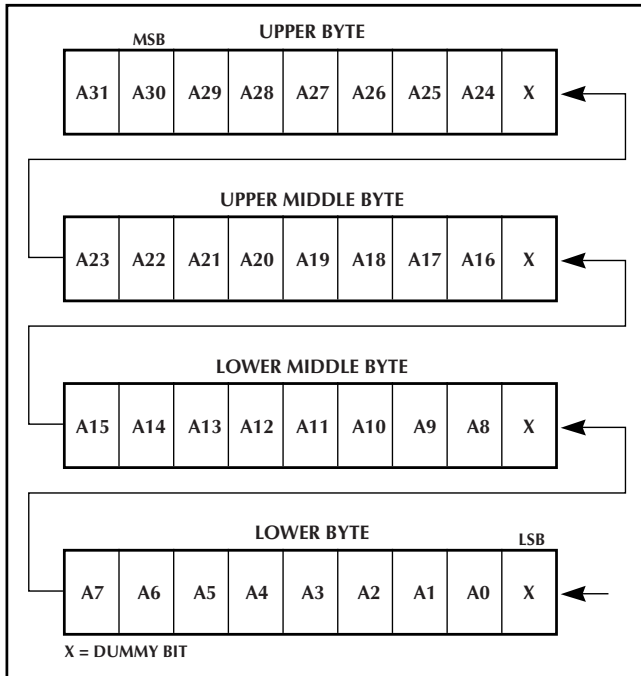 UPPER BYTE
MSB
A31 A30 A29 A28 A27 A26 A25 A24 X
UPPER MIDDLE BYTE
A23 A22 A21 A20 A19 A18 A17 A16 X
LOWER MIDDLE BYTE
A15 A14 A13 A12 A11 A10 A9 A8 X
LOWER BYTE
LSB
A7 A6 A5 A4 A3 A2 A1 A0 X
X = DUMMY BIT